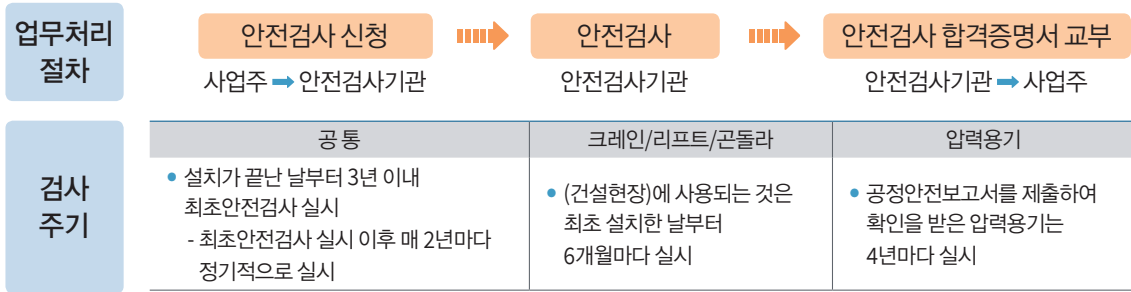 업무처리
절차
안전검사 신청
안전검사
안전검사 합격증명서 교부
사업주 ➡ 안전검사기관
안전검사기관
안전검사기관 ➡ 사업주
검사
주기
공 통
크레인/리프트/곤돌라
압력용기
• 설치가 끝난 날부터 3년 이내
최초안전검사 실시
- 최초안전검사 실시 이후 매 2년마다
정기적으로 실시
• (건설현장)에 사용되는 것은
최초 설치한 날부터
6개월마다 실시
• 공정안전보고서를 제출하여
확인을 받은 압력용기는
4년마다 실시